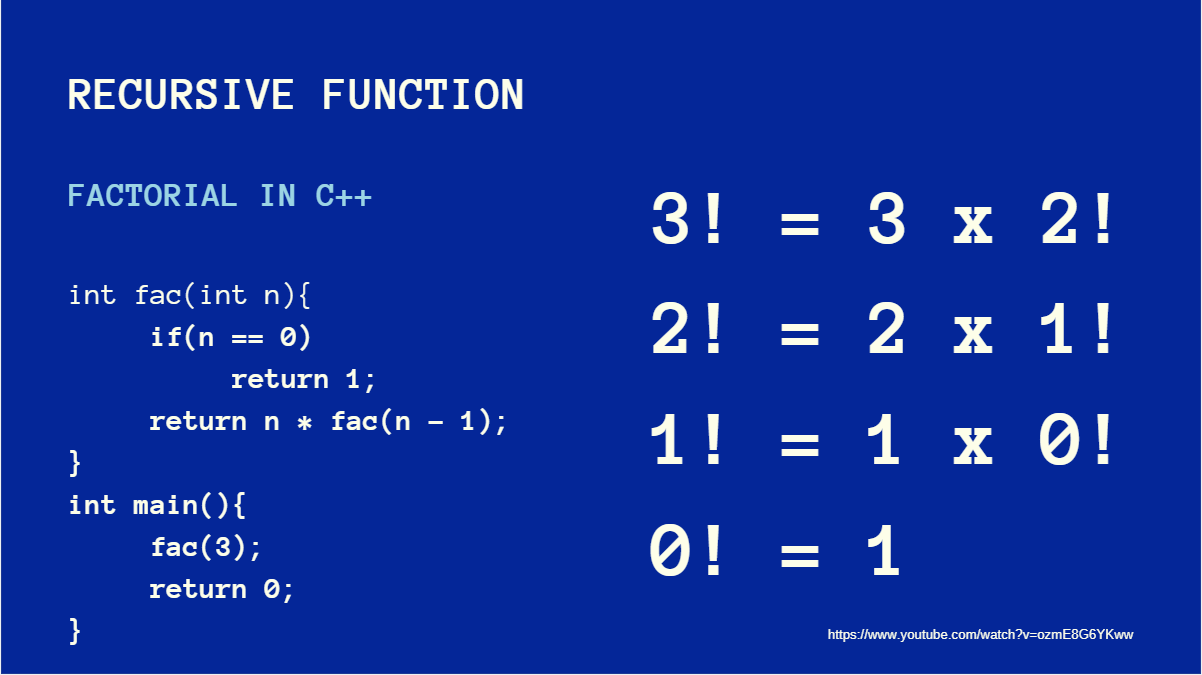 RECURSIVE FUNCTION
FACTORIAL IN C++
int fac(int n){
if(n == 0)
return 1;
return n * fac(n - 1);
}
int main(){
fac(3);
return 0;
}
3! = 3 x 2!
2! = 2 x 1!
1! = 1 x 0!
0! = 1
https://www.youtube.com/watch?v=ozmE8G6YKww